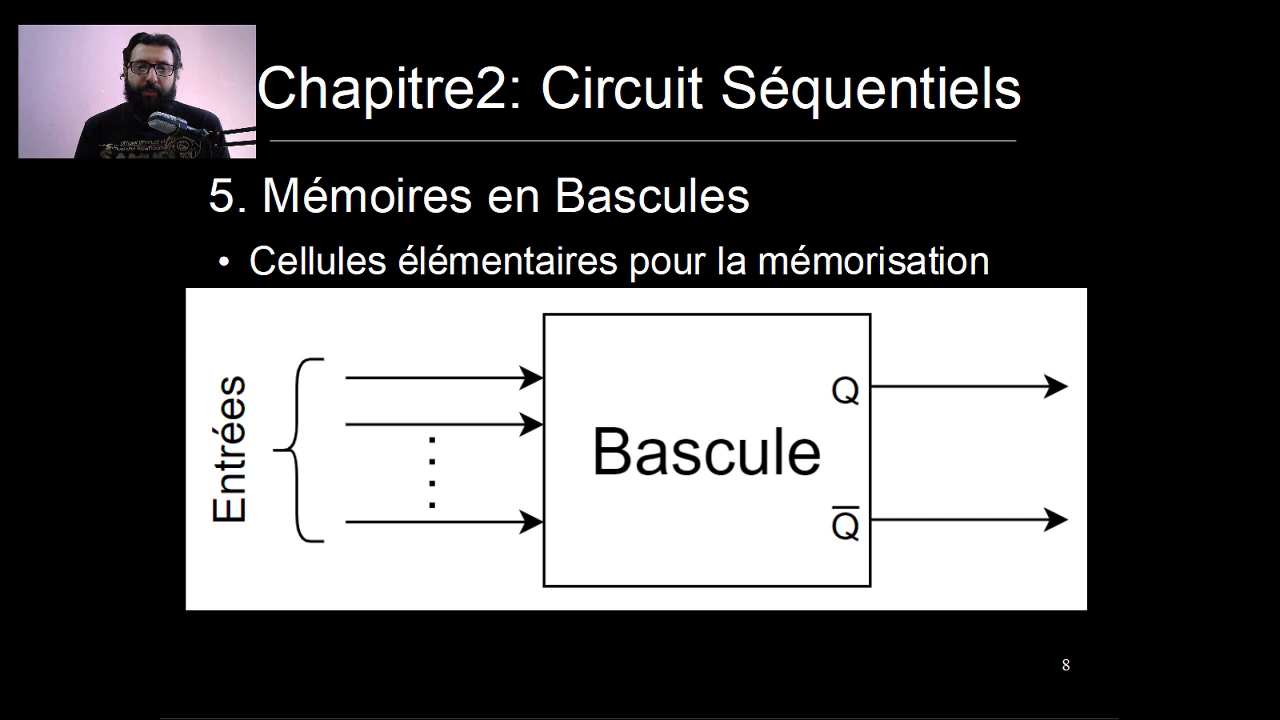 Chapitre2: Circuit Séquentiels
5. Mémoires en Bascules
• Cellules élémentaires pour la mémorisation
Entrées
Bascule
Q
Q̅
8